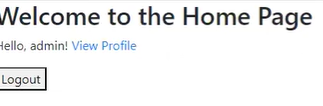 Welcome to the Home Page
Hello, admin! View Profile
Logout